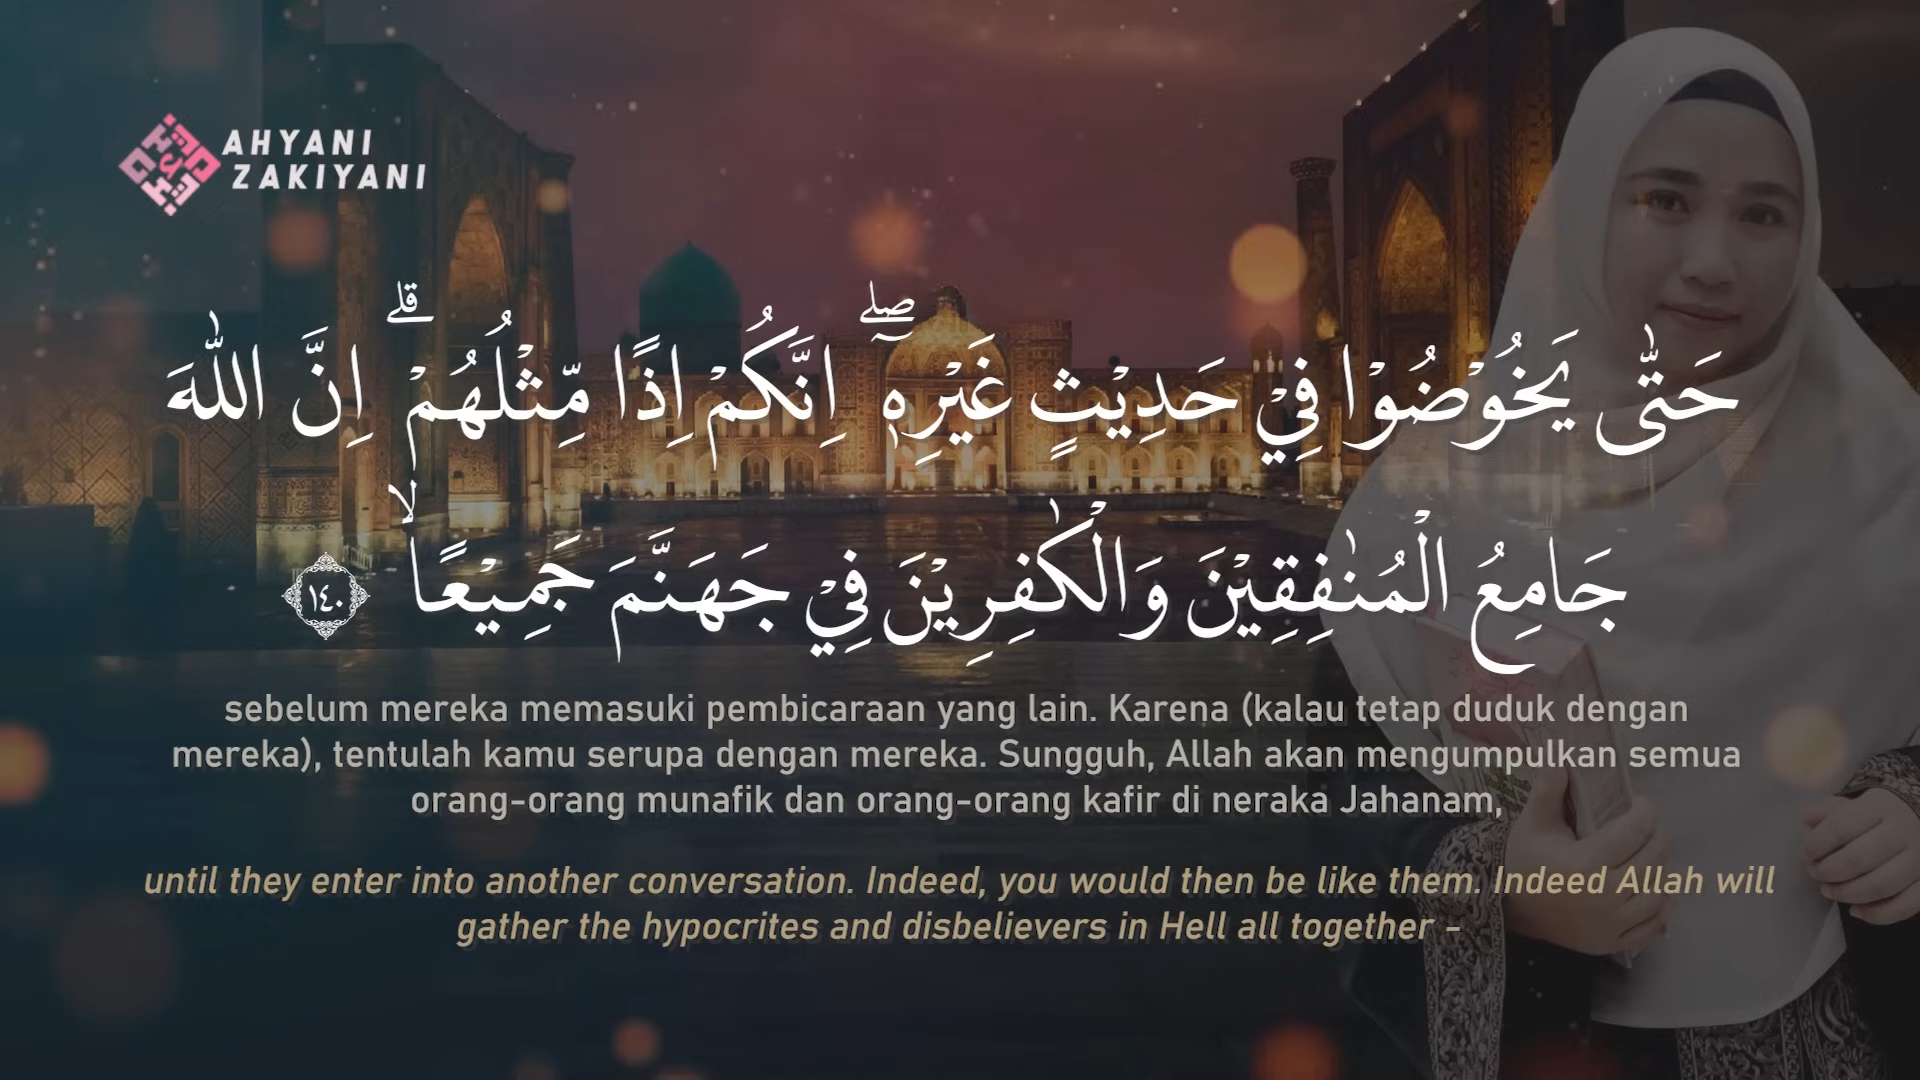 AHYANI
ZAKIYANI
حَتّٰى يَخُوْضُوْا فِيْ حَدِيْثٍ غَيْرِهٖٓ ۖ اِنَّكُمْ اِذًا مِّثْلُهُمْ ۗ اِنَّ اللّٰهَ
جَامِعُ الْمُنٰفِقِيْنَ وَالْكٰفِرِيْنَ فِيْ جَهَنَّمَ جَمِيْعًاۙ ١٤٠
sebelum mereka memasuki pembicaraan yang lain. Karena (kalau tetap duduk dengan
mereka), tentulah kamu serupa dengan mereka. Sungguh, Allah akan mengumpulkan semua
orang-orang munafik dan orang-orang kafir di neraka Jahanam,
until they enter into another conversation. Indeed, you would then be like them. Indeed Allah will
gather the hypocrites and disbelievers in Hell all together -